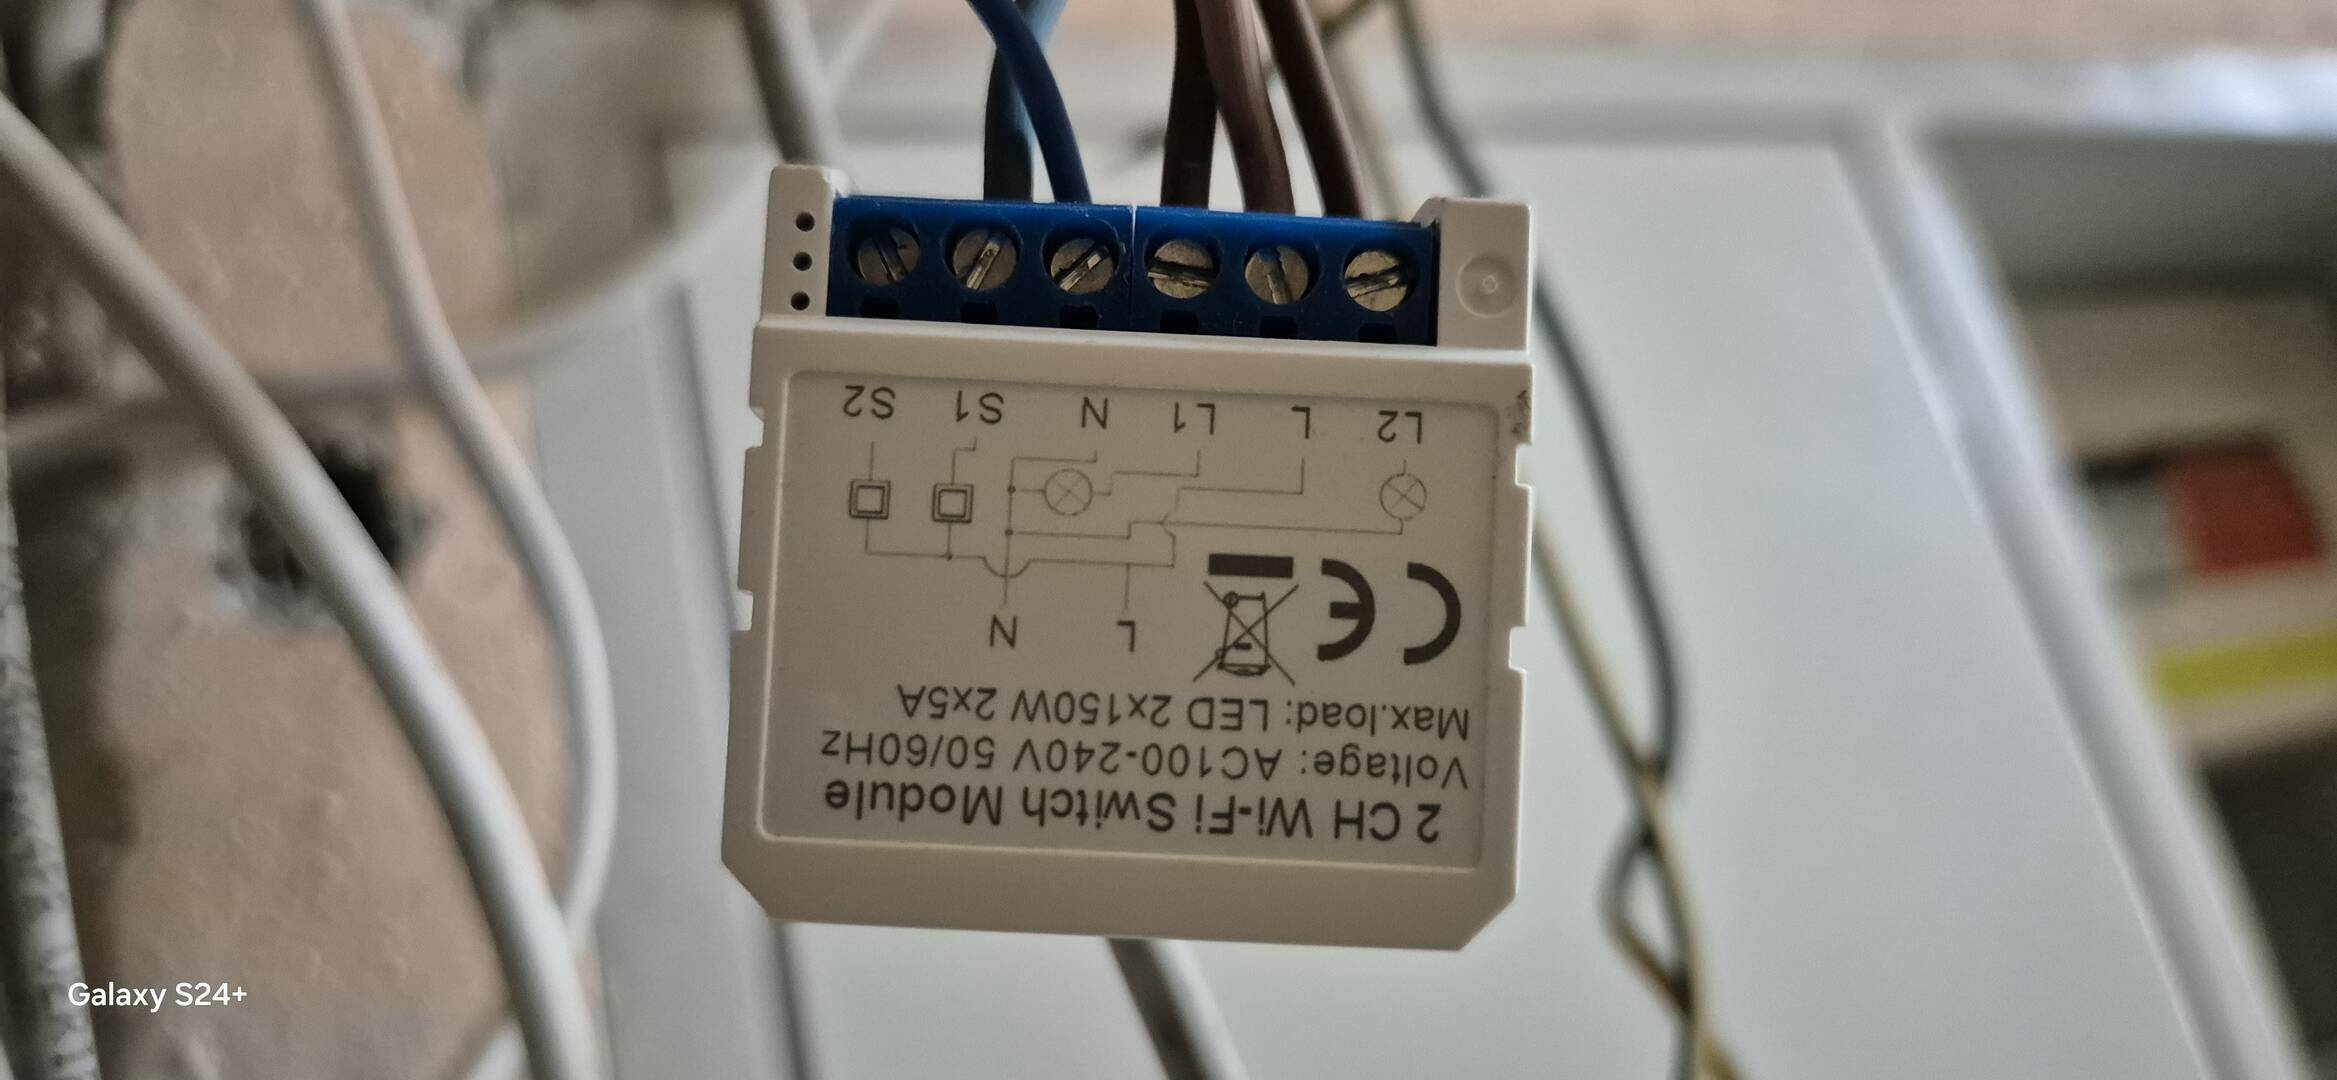 2 CH Wi-Fi Switch Module
Voltage: AC100-240V 50/60Hz
Max.load: LED 2x150W 2x5A
CE
L N
L2 L L1 N S1 S2
Galaxy S24+